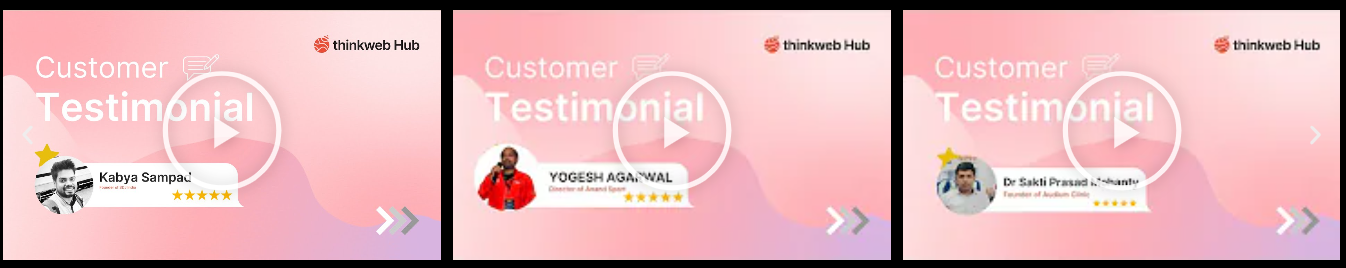 thinkweb Hub
Customer
Testimonial
Kabya Sampad
thinkweb Hub
Customer
Testimonial
YOGESH AGARWAL
Director of Anand Sport
thinkweb Hub
Customer
Testimonial
Dr Sakti Prasad Mohanty
Founder of Audium Clinic